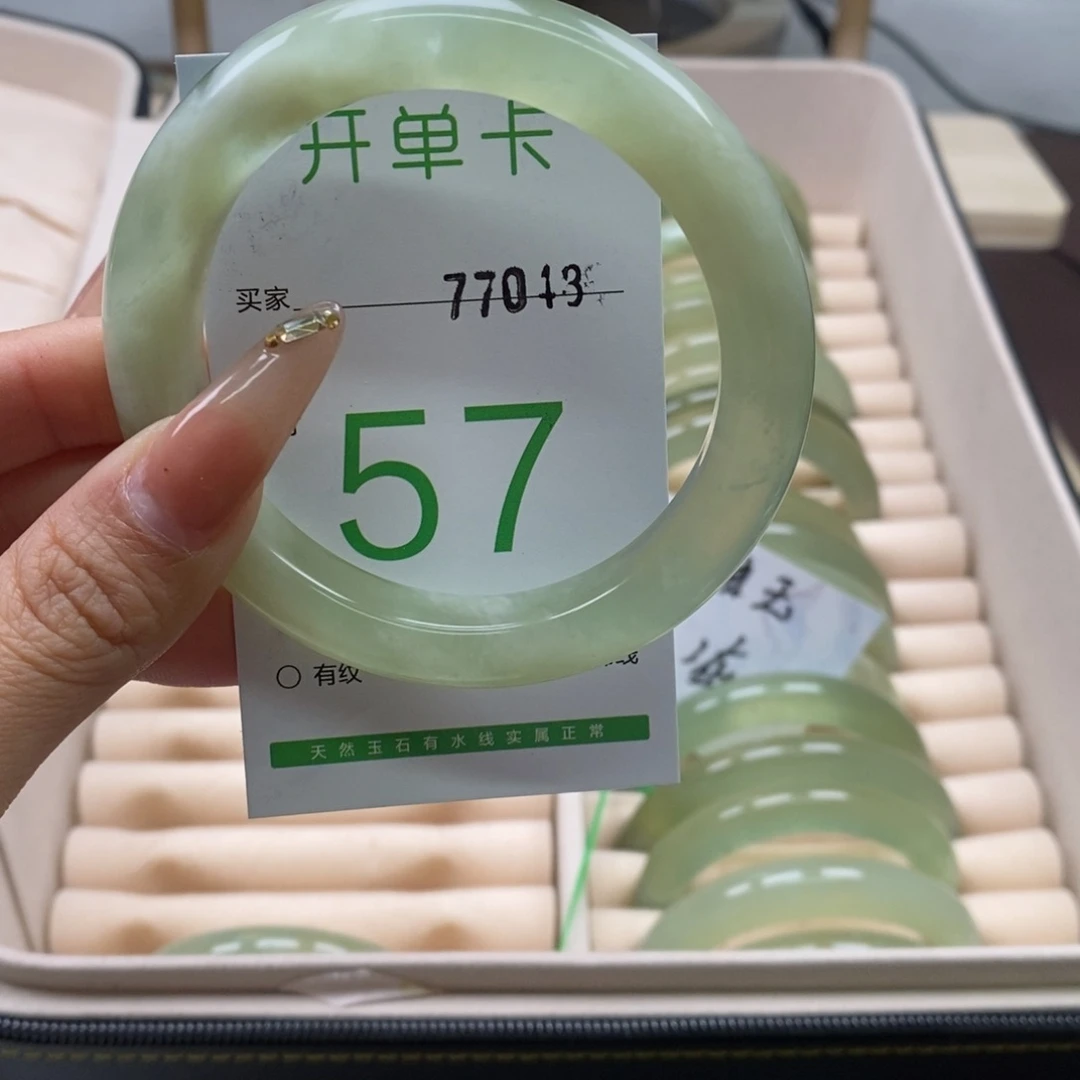 开单卡
买家 77013
57
有纹
天然玉石有水线实属正常